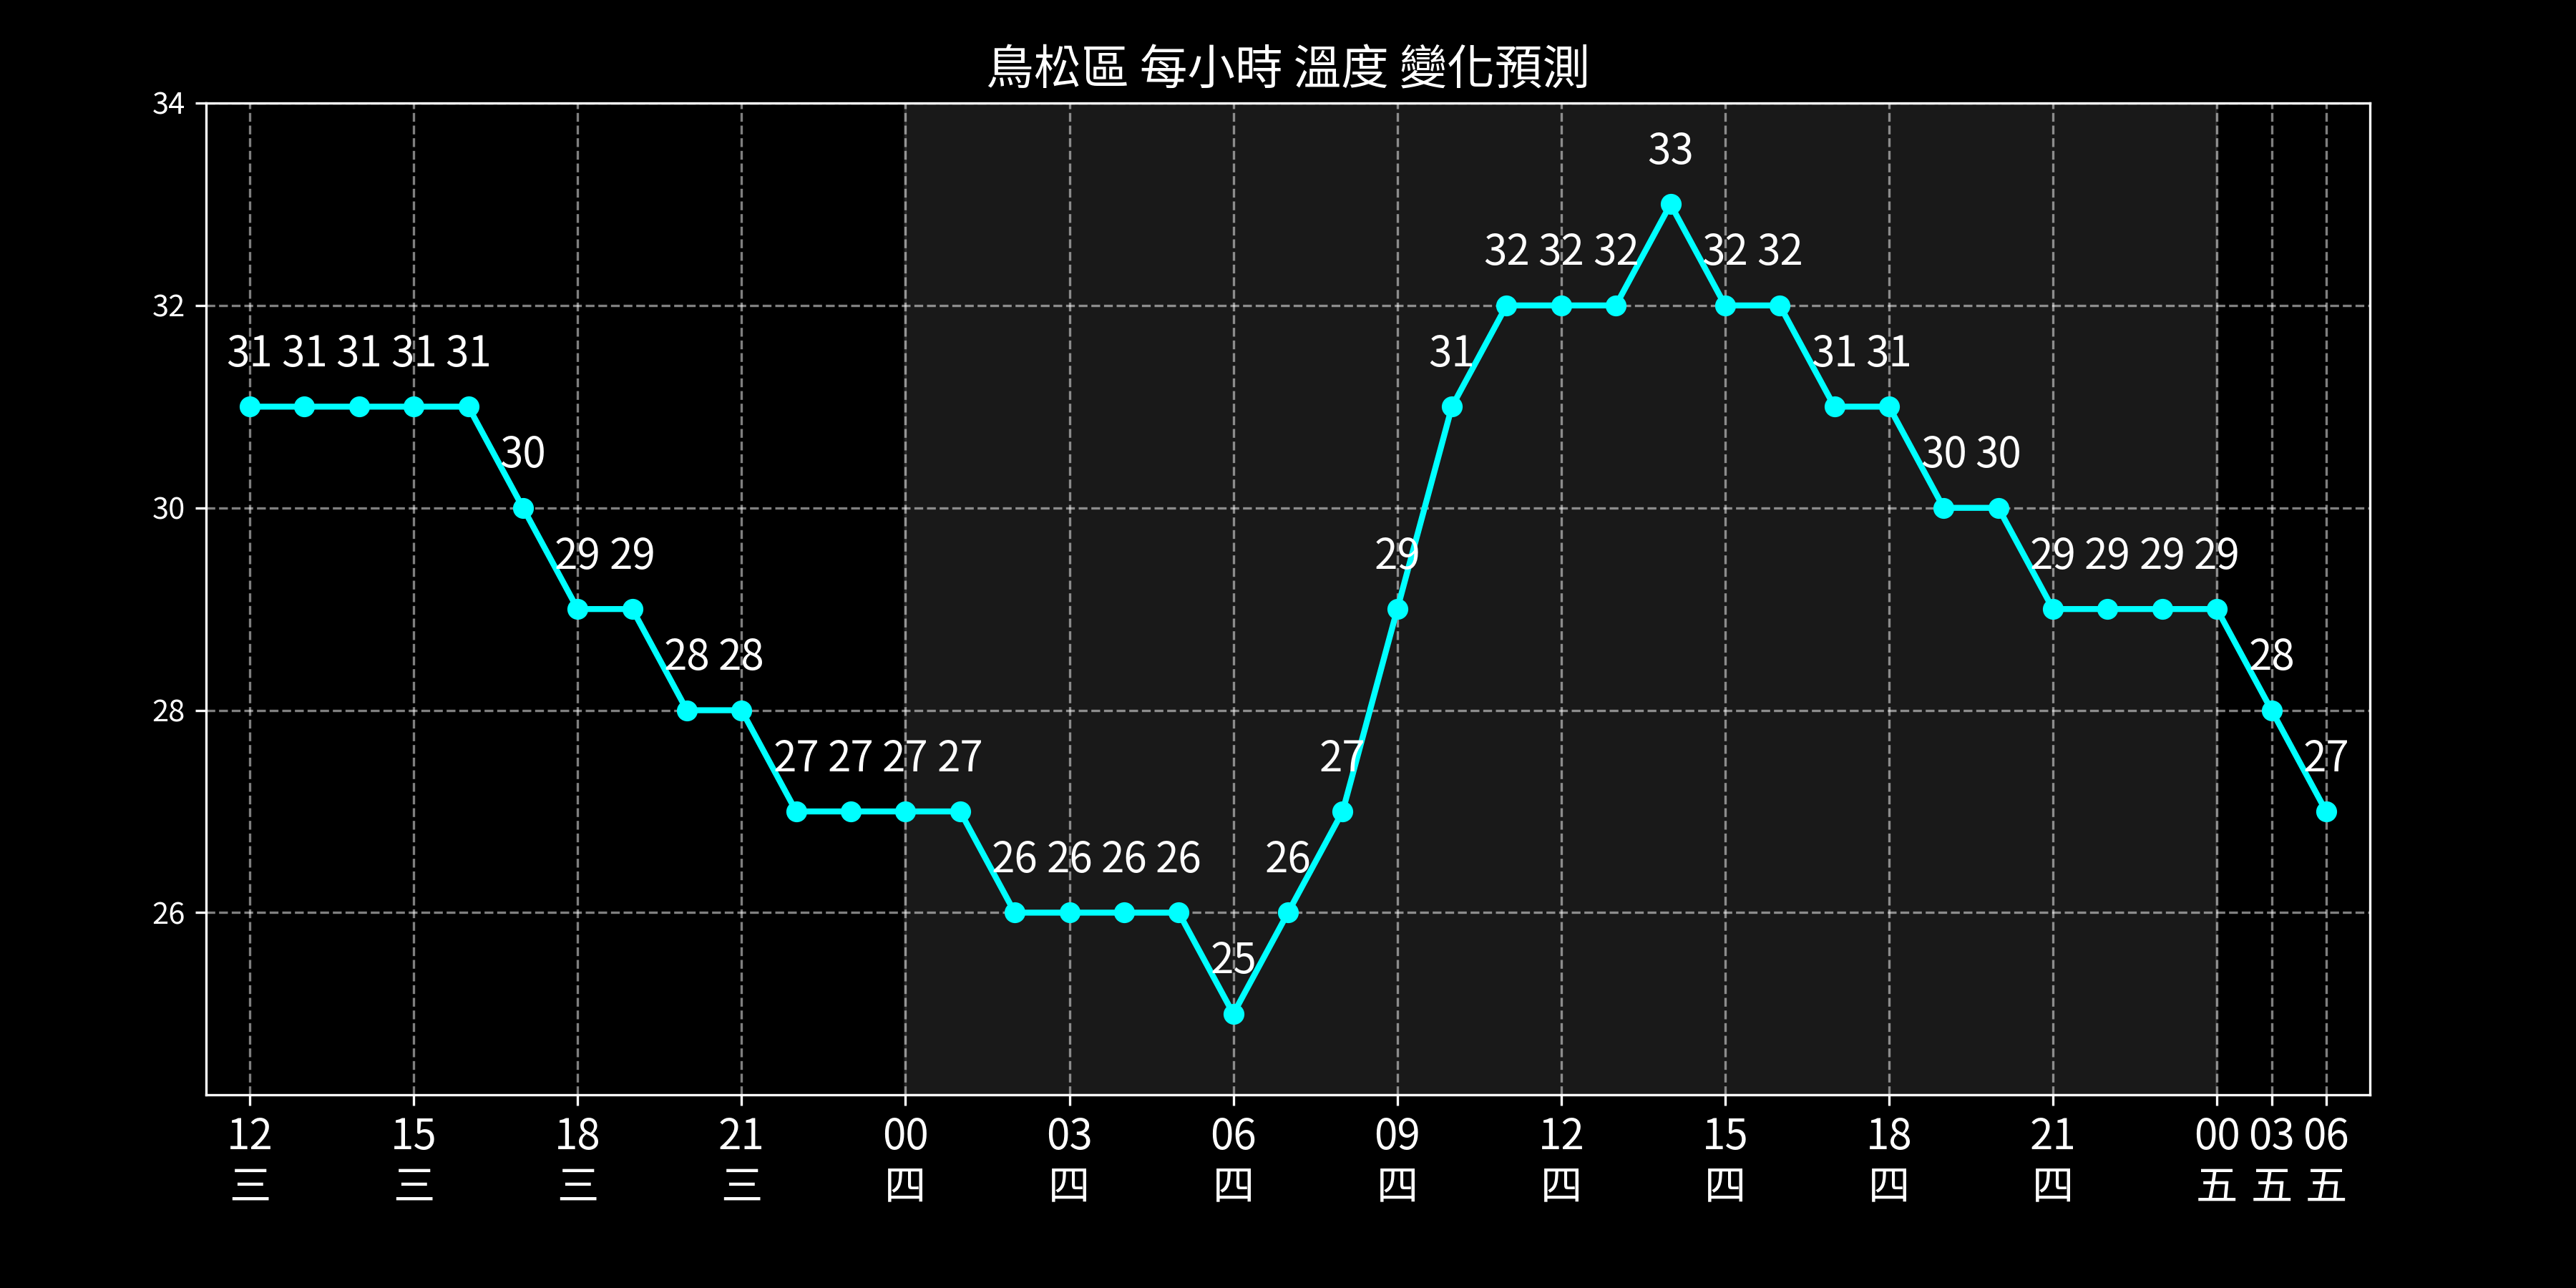 鳥松區 每小時 溫度 變化預測
34
33
32 32 32 32 32
32
31 31 31 31 31 31 31 31
30 30 30
30
29 29 29 29 29 29 29
28 28 28
28
27 27 27 27 27 27
26 26 26 26 26
26
25
12 15 18 21 00 03 06 09 12 15 18 21 00 03 06
三 三 三 三 四 四 四 四 四 四 四 四 五 五 五